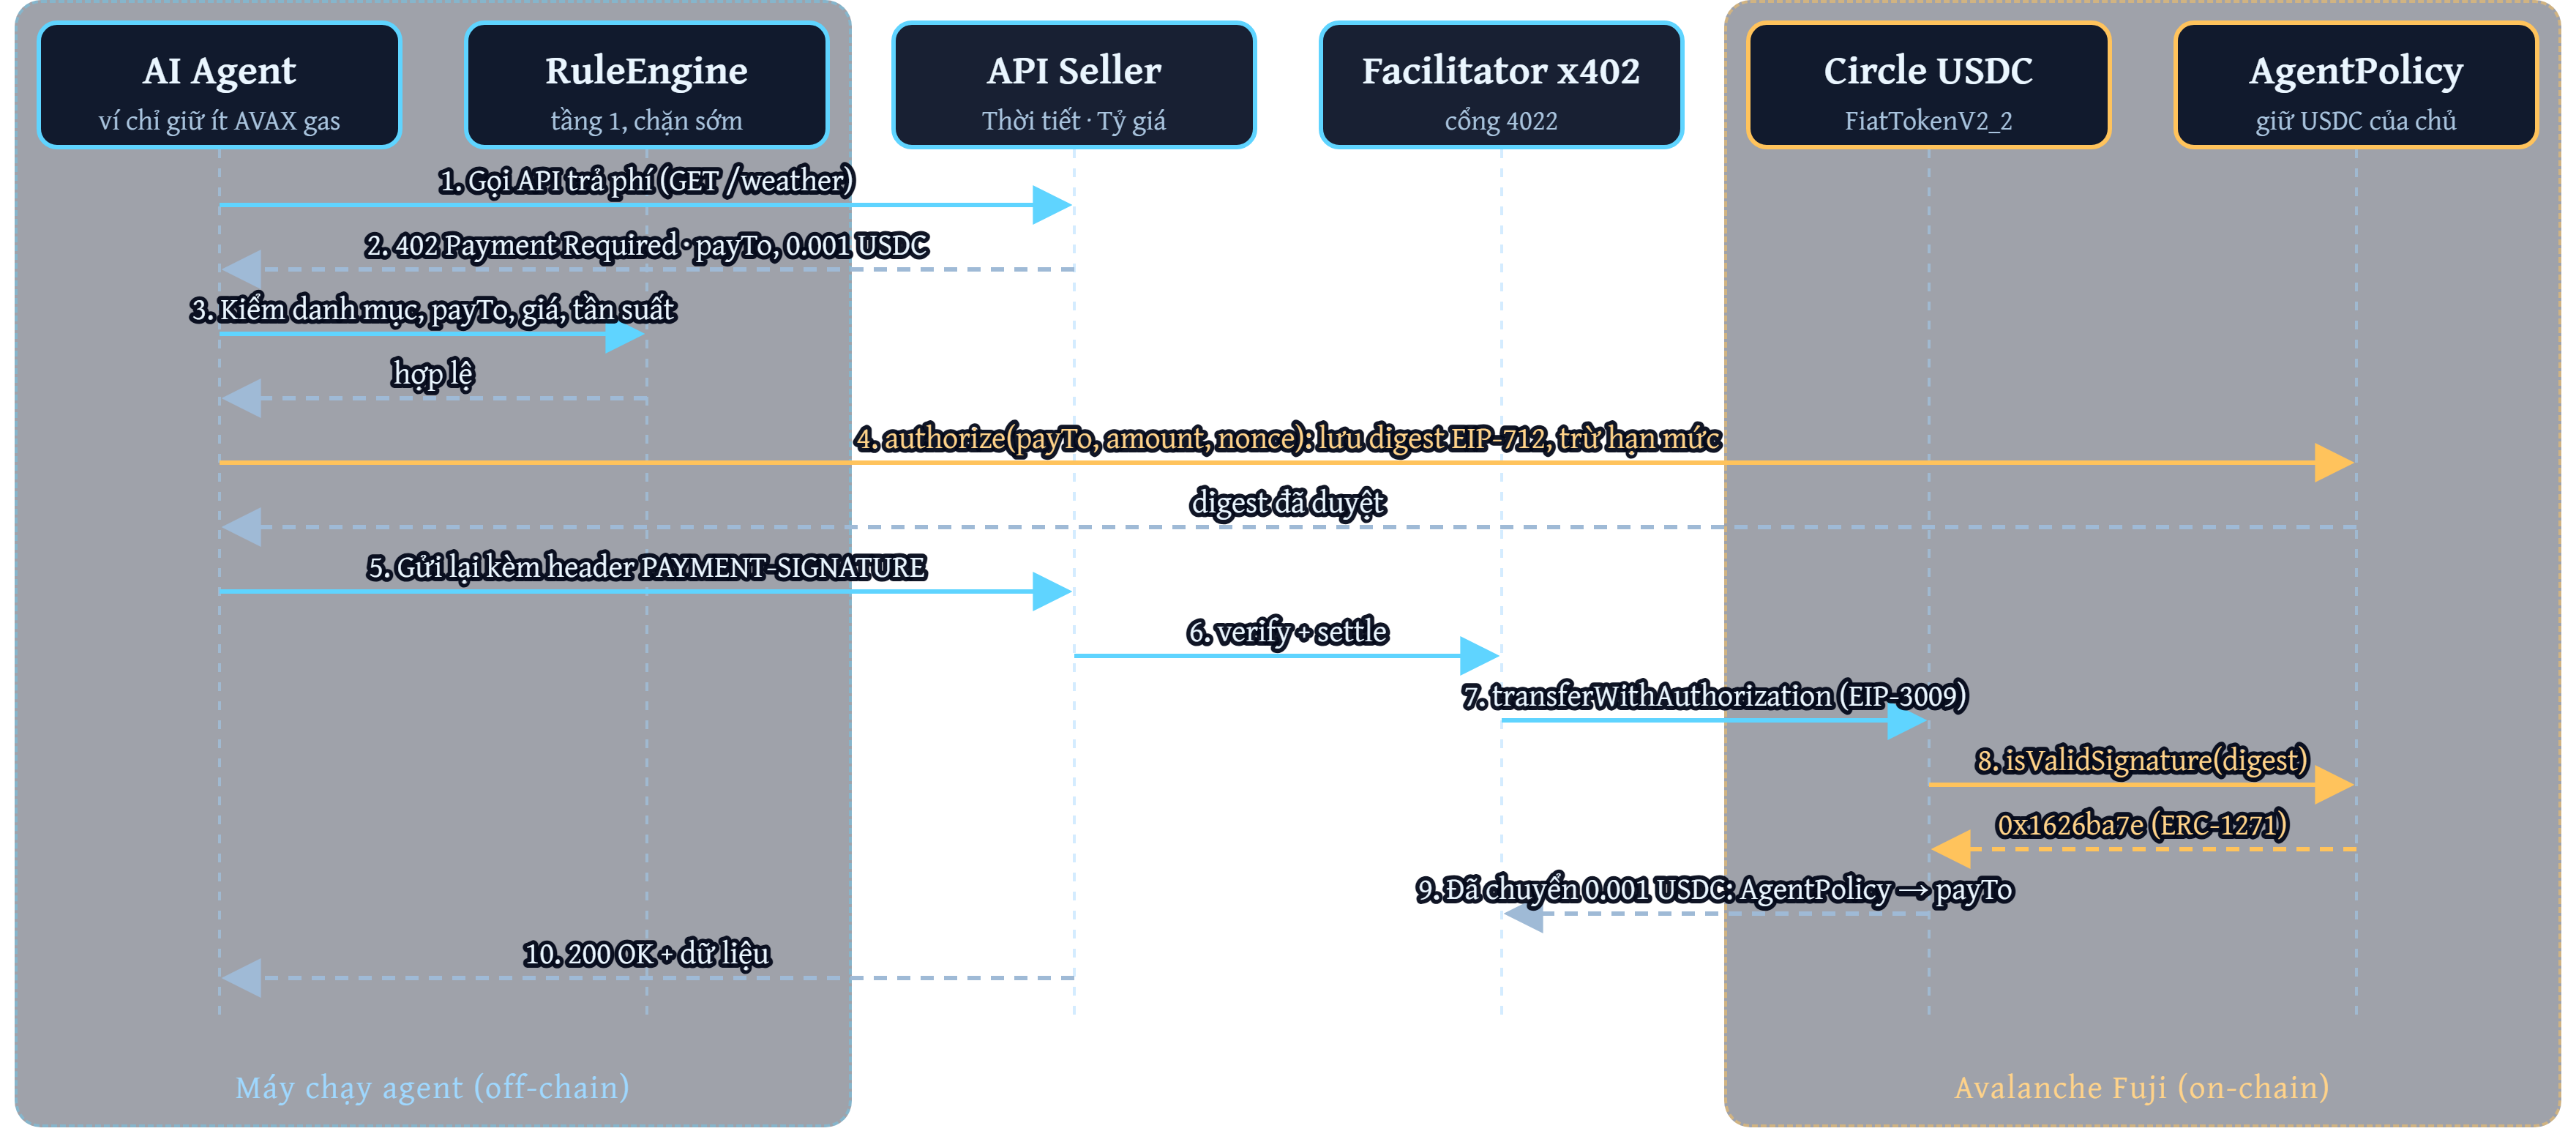 AI Agent
ví chỉ giữ ít AVAX gas
RuleEngine
tầng 1, chặn sớm
API Seller
Thời tiết · Tỷ giá
Facilitator x402
cổng 4022
Circle USDC
FiatTokenV2_2
AgentPolicy
giữ USDC của chủ
1. Gọi API trả phí (GET /weather)
2. 402 Payment Required · payTo, 0.001 USDC
3. Kiểm danh mục, payTo, giá, tần suất
hợp lệ
4. authorize(payTo, amount, nonce): lưu digest EIP-712, trừ hạn mức
digest đã duyệt
5. Gửi lại kèm header PAYMENT-SIGNATURE
6. verify + settle
7. transferWithAuthorization (EIP-3009)
8. isValidSignature(digest)
0x1626ba7e (ERC-1271)
9. Đã chuyển 0.001 USDC: AgentPolicy → payTo
10. 200 OK + dữ liệu
Máy chạy agent (off-chain)
Avalanche Fuji (on-chain)